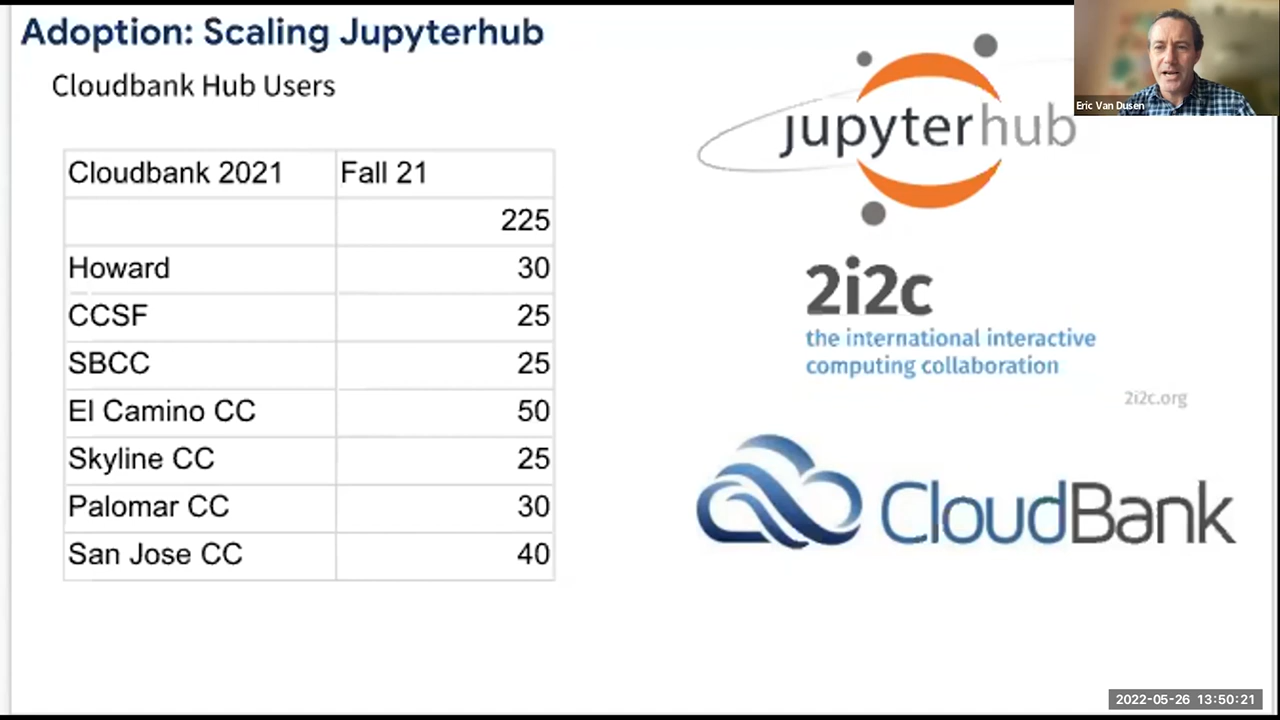 Adoption: Scaling Jupyterhub
Cloudbank Hub Users
Cloudbank 2021 Fall 21
225
Howard 30
CCSF 25
SBCC 25
El Camino CC 50
Skyline CC 25
Palomar CC 30
San Jose CC 40
jupyterhub
2i2c
the international interactive
computing collaboration
2i2c.org
CloudBank
Eric Van Dusen
2022-05-26 13:50:21